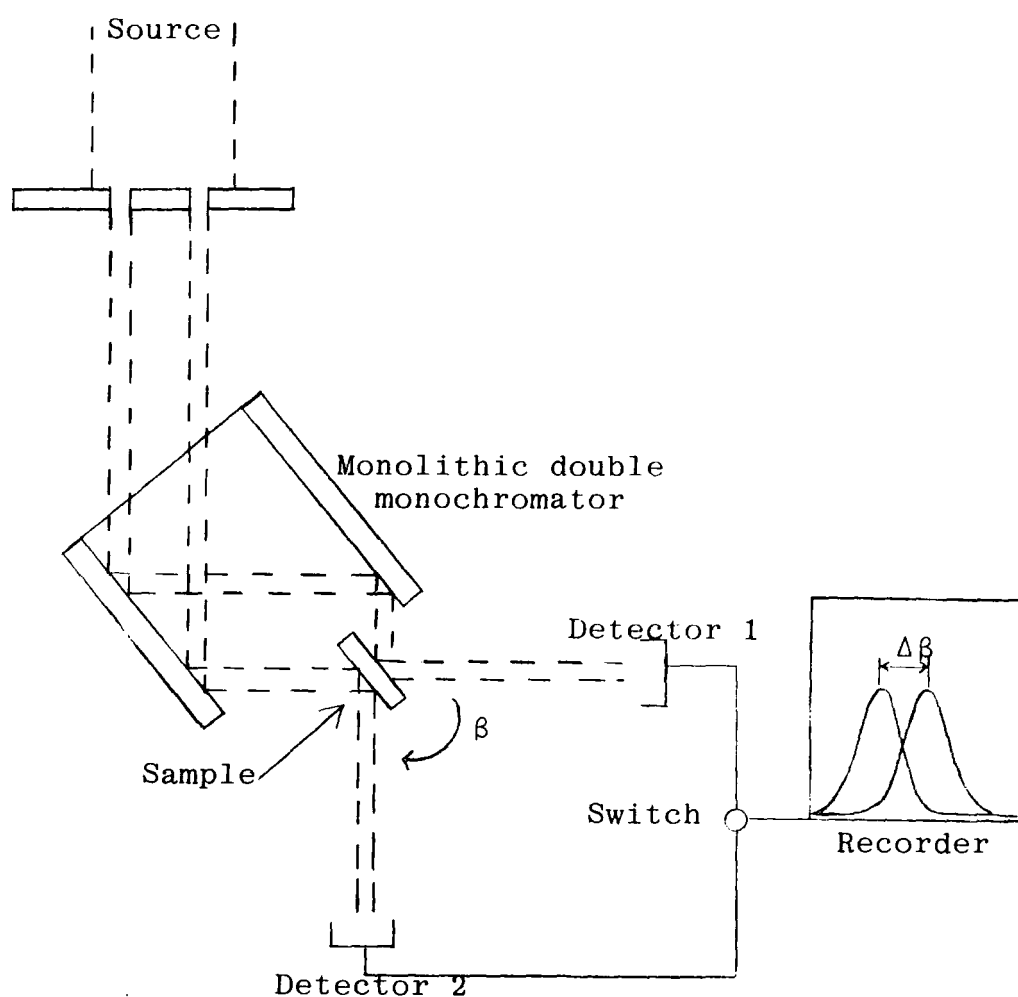 Source
Monolithic double
monochromator
Detector 1
Δβ
β
Sample
Switch
Recorder
Detector 2